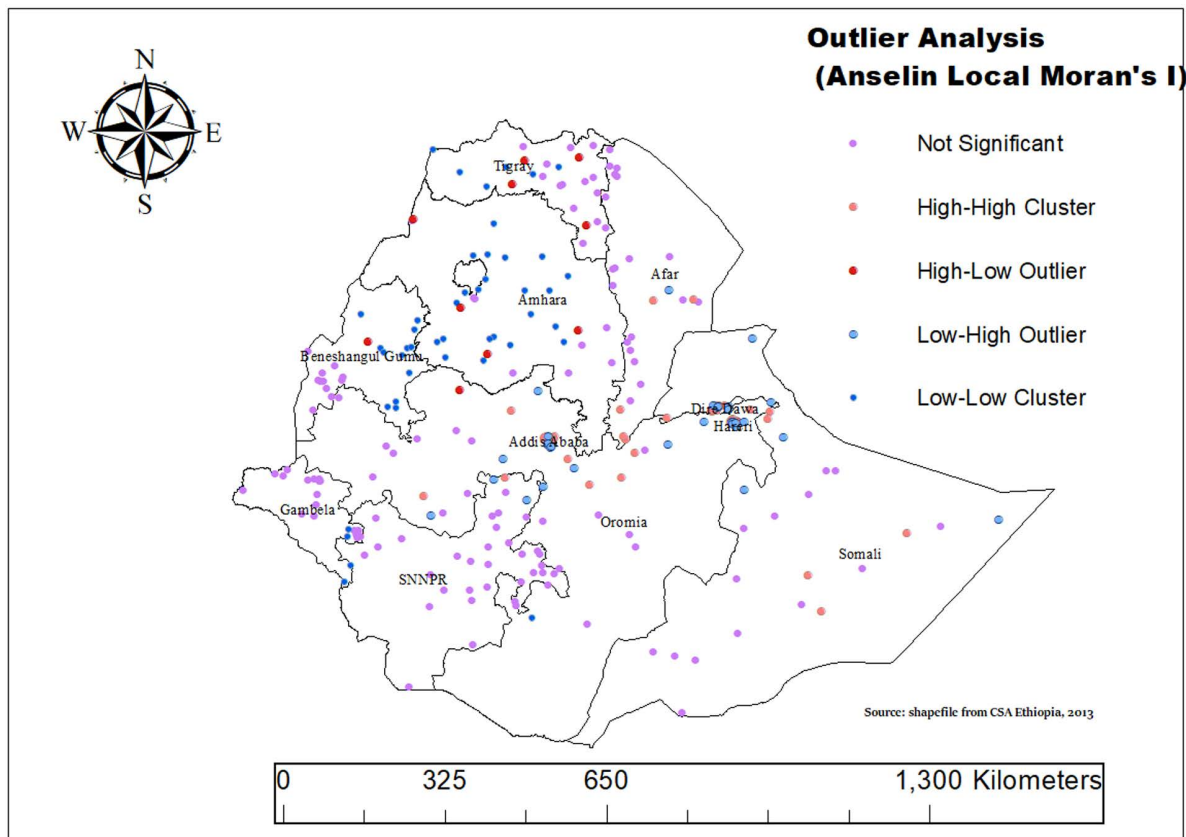 Outlier Analysis
(Anselin Local Moran's I)
N
W
E
S
Not Significant
High-High Cluster
High-Low Outlier
Low-High Outlier
Low-Low Cluster
Tigray
Afar
Amhara
Beneshangul Gumu
Dire Dawa
Harari
Addis Ababa
Gambela
Oromia
Somali
SNNPR
Source: shapefile from CSA Ethiopia, 2013
0 325 650 1,300 Kilometers